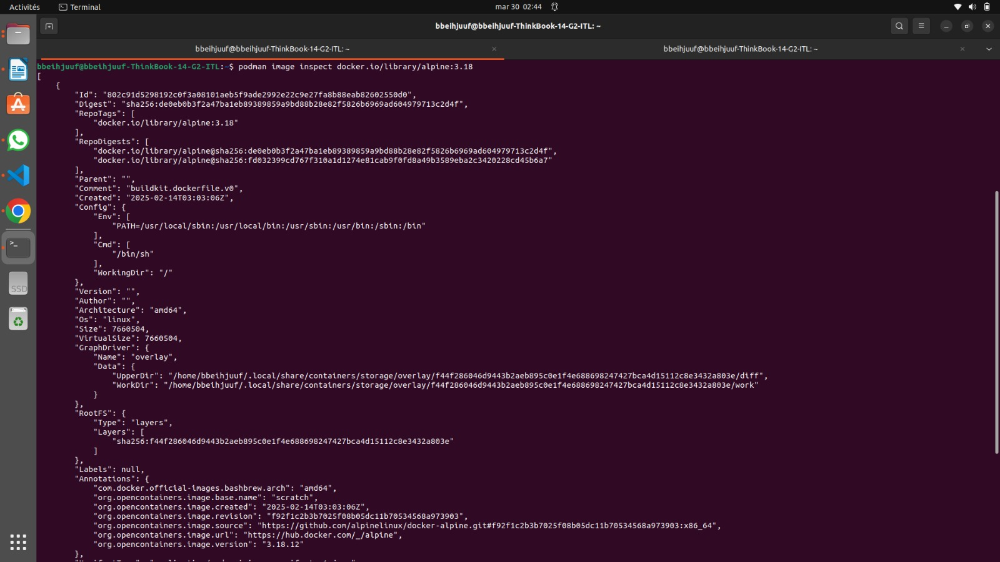 Activités
Terminal
mar 30 02:44
bbeihjuuf@bbeihjuuf-ThinkBook-14-G2-ITL: ~
bbeihjuuf@bbeihjuuf-ThinkBook-14-G2-ITL: ~
bbeihjuuf@bbeihjuuf-ThinkBook-14-G2-ITL: ~
bbeihjuuf@bbeihjuuf-ThinkBook-14-G2-ITL:~$ podman image inspect docker.io/library/alpine:3.18
[
{
"Id": "802c91d5298192c0f3a08101aeb5f9ade2992e22c9e27fa8b88eab82602550d0",
"Digest": "sha256:de0eb0b3f2a47ba1eb89389859a9bd88b28e82f5826b6969ad604979713c2d4f",
"RepoTags": [
"docker.io/library/alpine:3.18"
],
"RepoDigests": [
"docker.io/library/alpine@sha256:de0eb0b3f2a47ba1eb89389859a9bd88b28e82f5826b6969ad604979713c2d4f",
"docker.io/library/alpine@sha256:fd032399cd767f310a1d1274e81cab9f0fd8a49b3589eba2c3420228cd45b6a7"
],
"Parent": "",
"Comment": "buildkit.dockerfile.v0",
"Created": "2025-02-14T03:03:06Z",
"Config": {
"Env": [
"PATH=/usr/local/sbin:/usr/local/bin:/usr/sbin:/usr/bin:/sbin:/bin"
],
"Cmd": [
"/bin/sh"
],
"WorkingDir": "/"
},
"Version": "",
"Author": "",
"Architecture": "amd64",
"Os": "linux",
"Size": 7660504,
"VirtualSize": 7660504,
"GraphDriver": {
"Name": "overlay",
"Data": {
"UpperDir": "/home/bbeihjuuf/.local/share/containers/storage/overlay/f44f286046d9443b2aeb895c0e1f4e688698247427bca4d15112c8e3432a803e/diff",
"WorkDir": "/home/bbeihjuuf/.local/share/containers/storage/overlay/f44f286046d9443b2aeb895c0e1f4e688698247427bca4d15112c8e3432a803e/work"
}
},
"RootFS": {
"Type": "layers",
"Layers": [
"sha256:f44f286046d9443b2aeb895c0e1f4e688698247427bca4d15112c8e3432a803e"
]
},
"Labels": null,
"Annotations": {
"com.docker.official-images.bashbrew.arch": "amd64",
"org.opencontainers.image.base.name": "scratch",
"org.opencontainers.image.created": "2025-02-14T03:03:06Z",
"org.opencontainers.image.revision": "f92f1c2b3b7025f08b05dc11b70534568a973903",
"org.opencontainers.image.source": "https://github.com/alpinelinux/docker-alpine.git#f92f1c2b3b7025f08b05dc11b70534568a973903:x86_64",
"org.opencontainers.image.url": "https://hub.docker.com/_/alpine",
"org.opencontainers.image.version": "3.18.12"
},
SSD